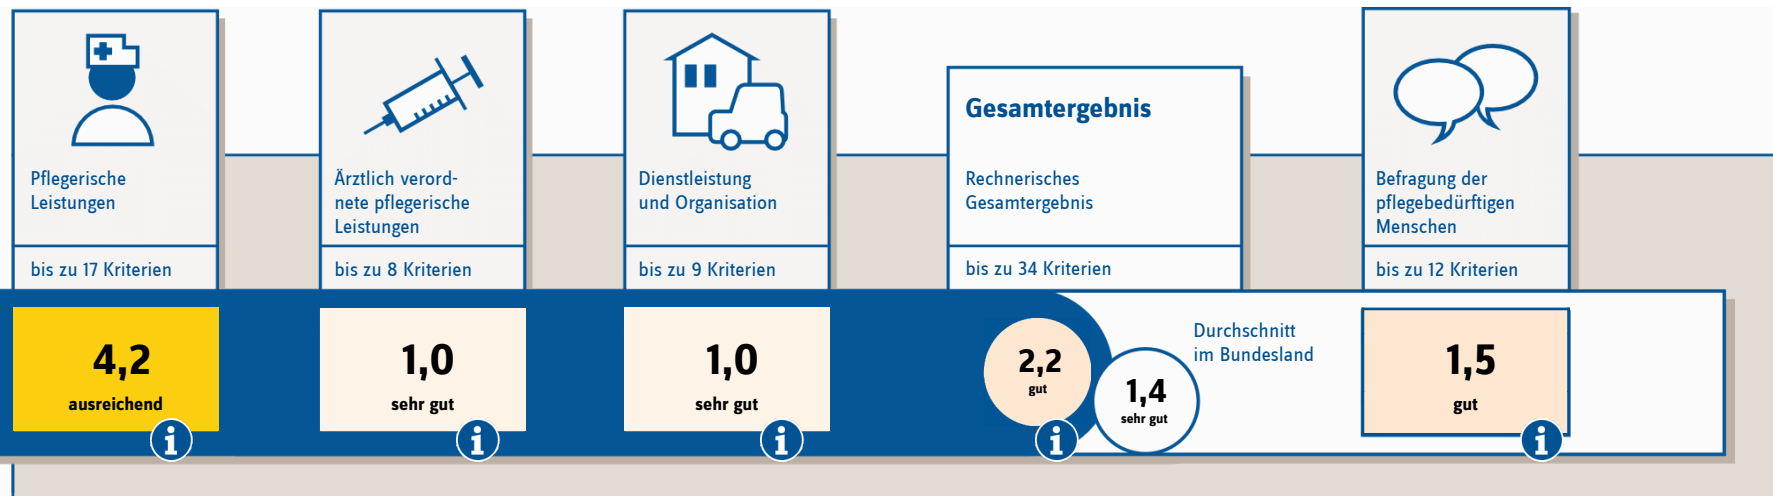 Pflegerische
Leistungen
bis zu 17 Kriterien
4,2
ausreichend
i
Ärztlich verord-
nete pflegerische
Leistungen
bis zu 8 Kriterien
1,0
sehr gut
i
Dienstleistung
und Organisation
bis zu 9 Kriterien
1,0
sehr gut
i
Gesamtergebnis
Rechnerisches
Gesamtergebnis
bis zu 34 Kriterien
2,2
gut
i
1,4
sehr gut
Durchschnitt
im Bundesland
Befragung der
pflegebedürftigen
Menschen
bis zu 12 Kriterien
1,5
gut
i